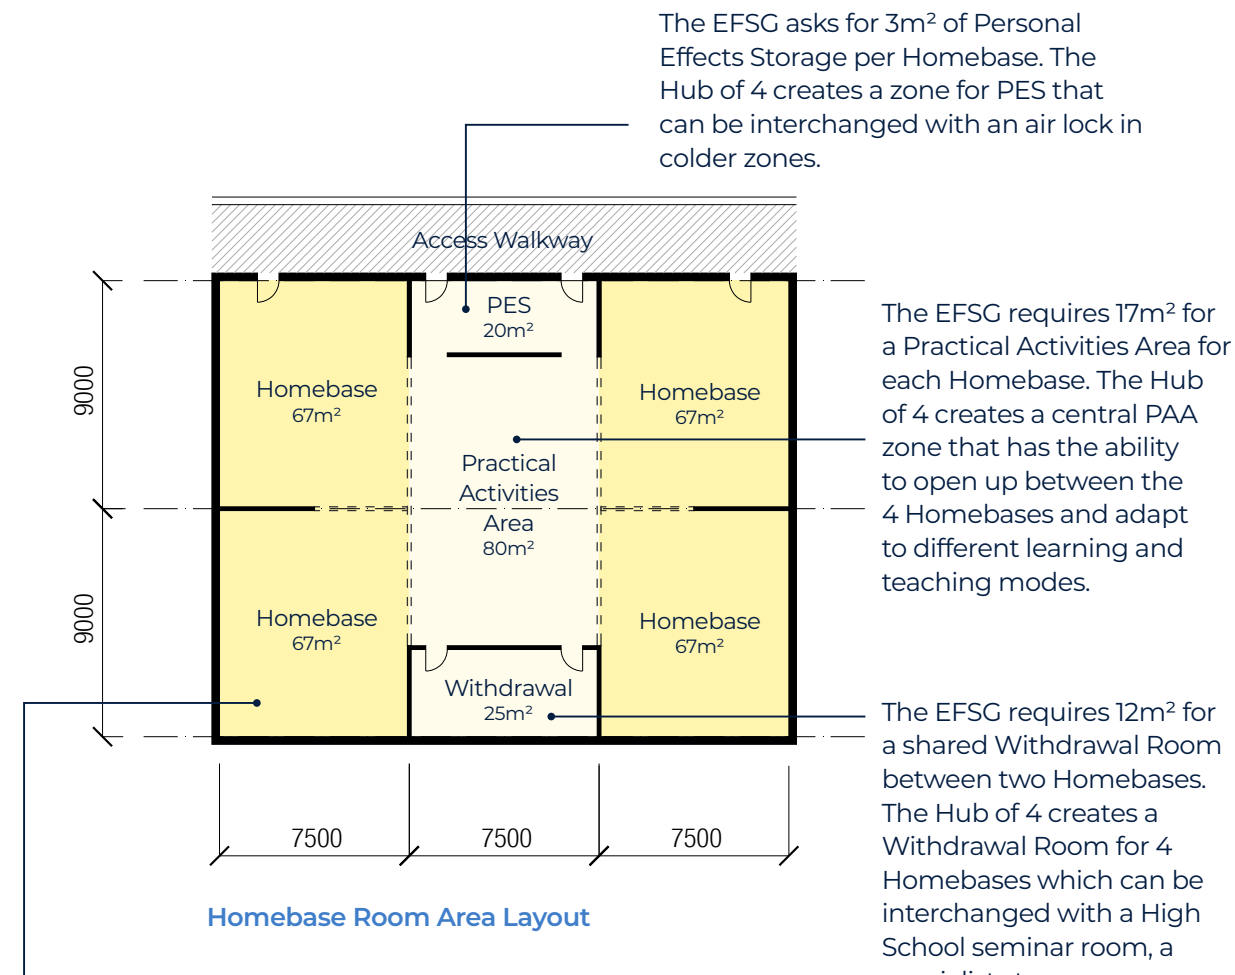 The EFSG asks for 3m² of Personal
Effects Storage per Homebase. The
Hub of 4 creates a zone for PES that
can be interchanged with an air lock in
colder zones.
Access Walkway
PES
20m²
Homebase
67m²
Homebase
67m²
9000
Practical
Activities
Area
80m²
The EFSG requires 17m² for
a Practical Activities Area for
each Homebase. The Hub
of 4 creates a central PAA
zone that has the ability
to open up between the
4 Homebases and adapt
to different learning and
teaching modes.
9000
Homebase
67m²
Homebase
67m²
Withdrawal
25m²
The EFSG requires 12m² for
a shared Withdrawal Room
between two Homebases.
The Hub of 4 creates a
Withdrawal Room for 4
Homebases which can be
interchanged with a High
School seminar room, a
7500
7500
7500
Homebase Room Area Layout